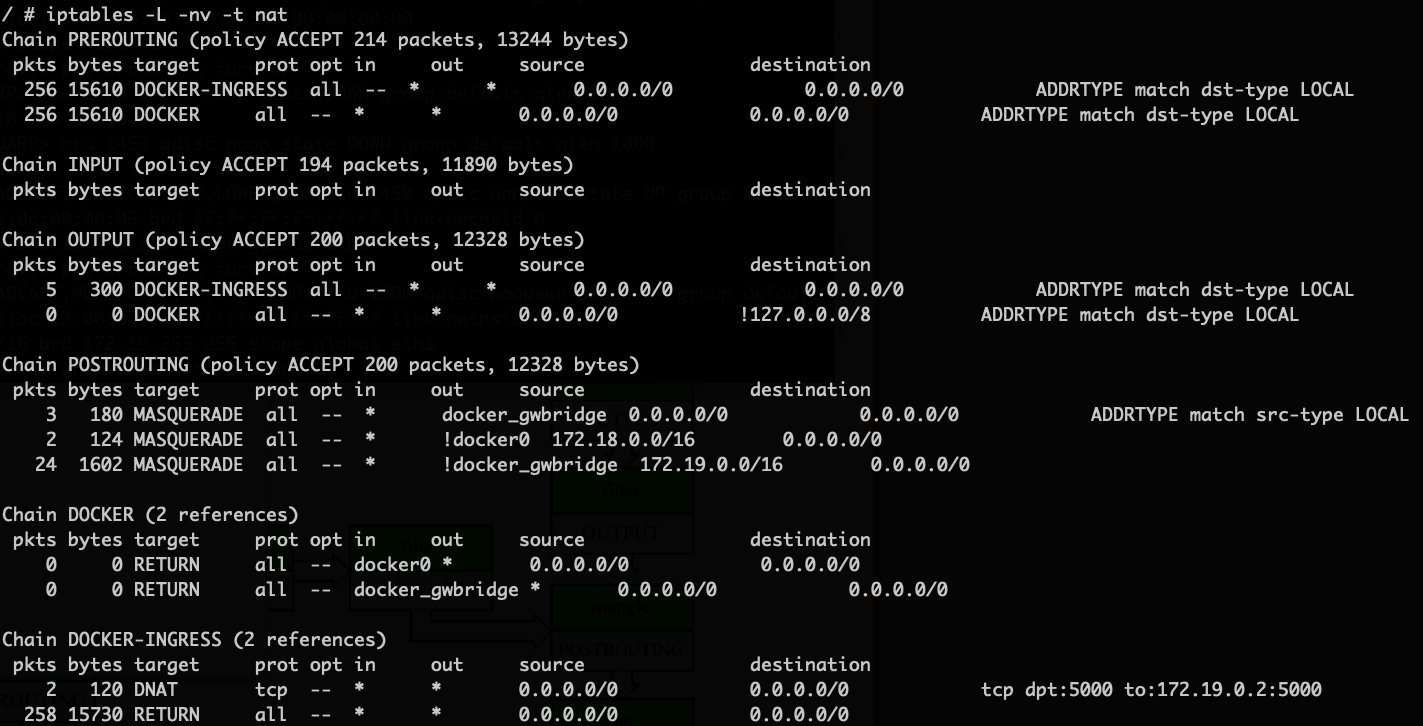 / # iptables -L -nv -t nat
Chain PREROUTING (policy ACCEPT 214 packets, 13244 bytes)
pkts bytes target prot opt in out source destination
256 15610 DOCKER-INGRESS all -- * * 0.0.0.0/0 0.0.0.0/0 ADDRTYPE match dst-type LOCAL
256 15610 DOCKER all -- * * 0.0.0.0/0 0.0.0.0/0 ADDRTYPE match dst-type LOCAL
Chain INPUT (policy ACCEPT 194 packets, 11890 bytes)
pkts bytes target prot opt in out source destination
Chain OUTPUT (policy ACCEPT 200 packets, 12328 bytes)
pkts bytes target prot opt in out source destination
5 300 DOCKER-INGRESS all -- * * 0.0.0.0/0 0.0.0.0/0 ADDRTYPE match dst-type LOCAL
0 0 DOCKER all -- * * 0.0.0.0/0 !127.0.0.0/8 ADDRTYPE match dst-type LOCAL
Chain POSTROUTING (policy ACCEPT 200 packets, 12328 bytes)
pkts bytes target prot opt in out source destination
3 180 MASQUERADE all -- * docker_gwbridge 0.0.0.0/0 0.0.0.0/0 ADDRTYPE match src-type LOCAL
2 124 MASQUERADE all -- * !docker0 172.18.0.0/16 0.0.0.0/0
24 1602 MASQUERADE all -- * !docker_gwbridge 172.19.0.0/16 0.0.0.0/0
Chain DOCKER (2 references)
pkts bytes target prot opt in out source destination
0 0 RETURN all -- docker0 * 0.0.0.0/0 0.0.0.0/0
0 0 RETURN all -- docker_gwbridge * 0.0.0.0/0 0.0.0.0/0
Chain DOCKER-INGRESS (2 references)
pkts bytes target prot opt in out source destination
2 120 DNAT tcp -- * * 0.0.0.0/0 0.0.0.0/0 tcp dpt:5000 to:172.19.0.2:5000
258 15730 RETURN all -- * * 0.0.0.0/0 0.0.0.0/0